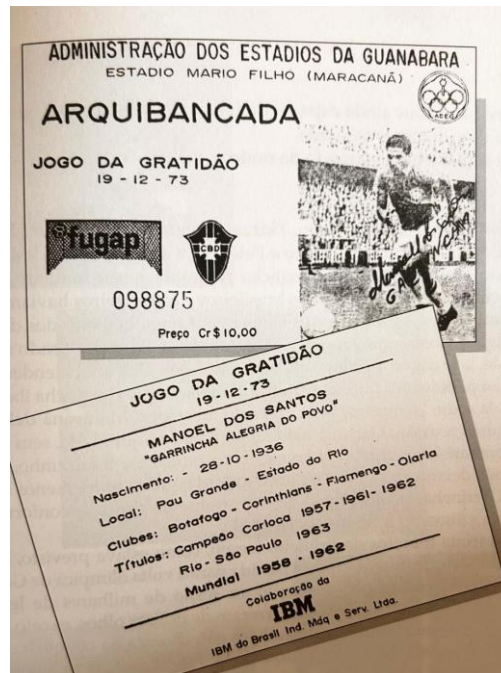 ADMINISTRAÇÃO DOS ESTADIOS DA GUANABARA
ESTADIO MARIO FILHO (MARACANÃ)
ADEG
ARQUIBANCADA
JOGO DA GRATIDÃO
19 - 12 - 73
fugap
CBD
098875
Preço Cr$10,00
JOGO DA GRATIDÃO
19-12-73
MANOEL DOS SANTOS
"GARRINCHA ALEGRIA DO POVO"
Nascimento: - 28-10-1936
Local: Pau Grande - Estado do Rio
Clubes: Botafogo - Corinthians - Flamengo - Olaria
Títulos: Campeão Carioca 1957-1961-1962
Rio - São Paulo 1963
Mundial 1958 - 1962
Colaboração da
IBM
IBM do Brasil Ind. Máq e Serv. Ltda.